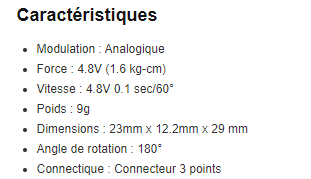 Caractéristiques
• Modulation : Analogique
• Force : 4.8V (1.6 kg-cm)
• Vitesse : 4.8V 0.1 sec/60°
• Poids : 9g
• Dimensions : 23mm x 12.2mm x 29 mm
• Angle de rotation : 180°
• Connectique : Connecteur 3 points